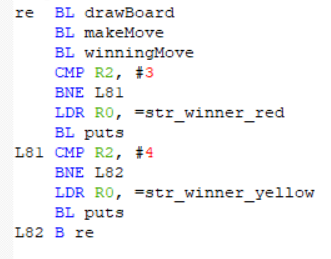 re BL drawBoard
BL makeMove
BL winningMove
CMP R2, #3
BNE L81
LDR R0, =str_winner_red
BL puts
L81 CMP R2, #4
BNE L82
LDR R0, =str_winner_yellow
BL puts
L82 B re